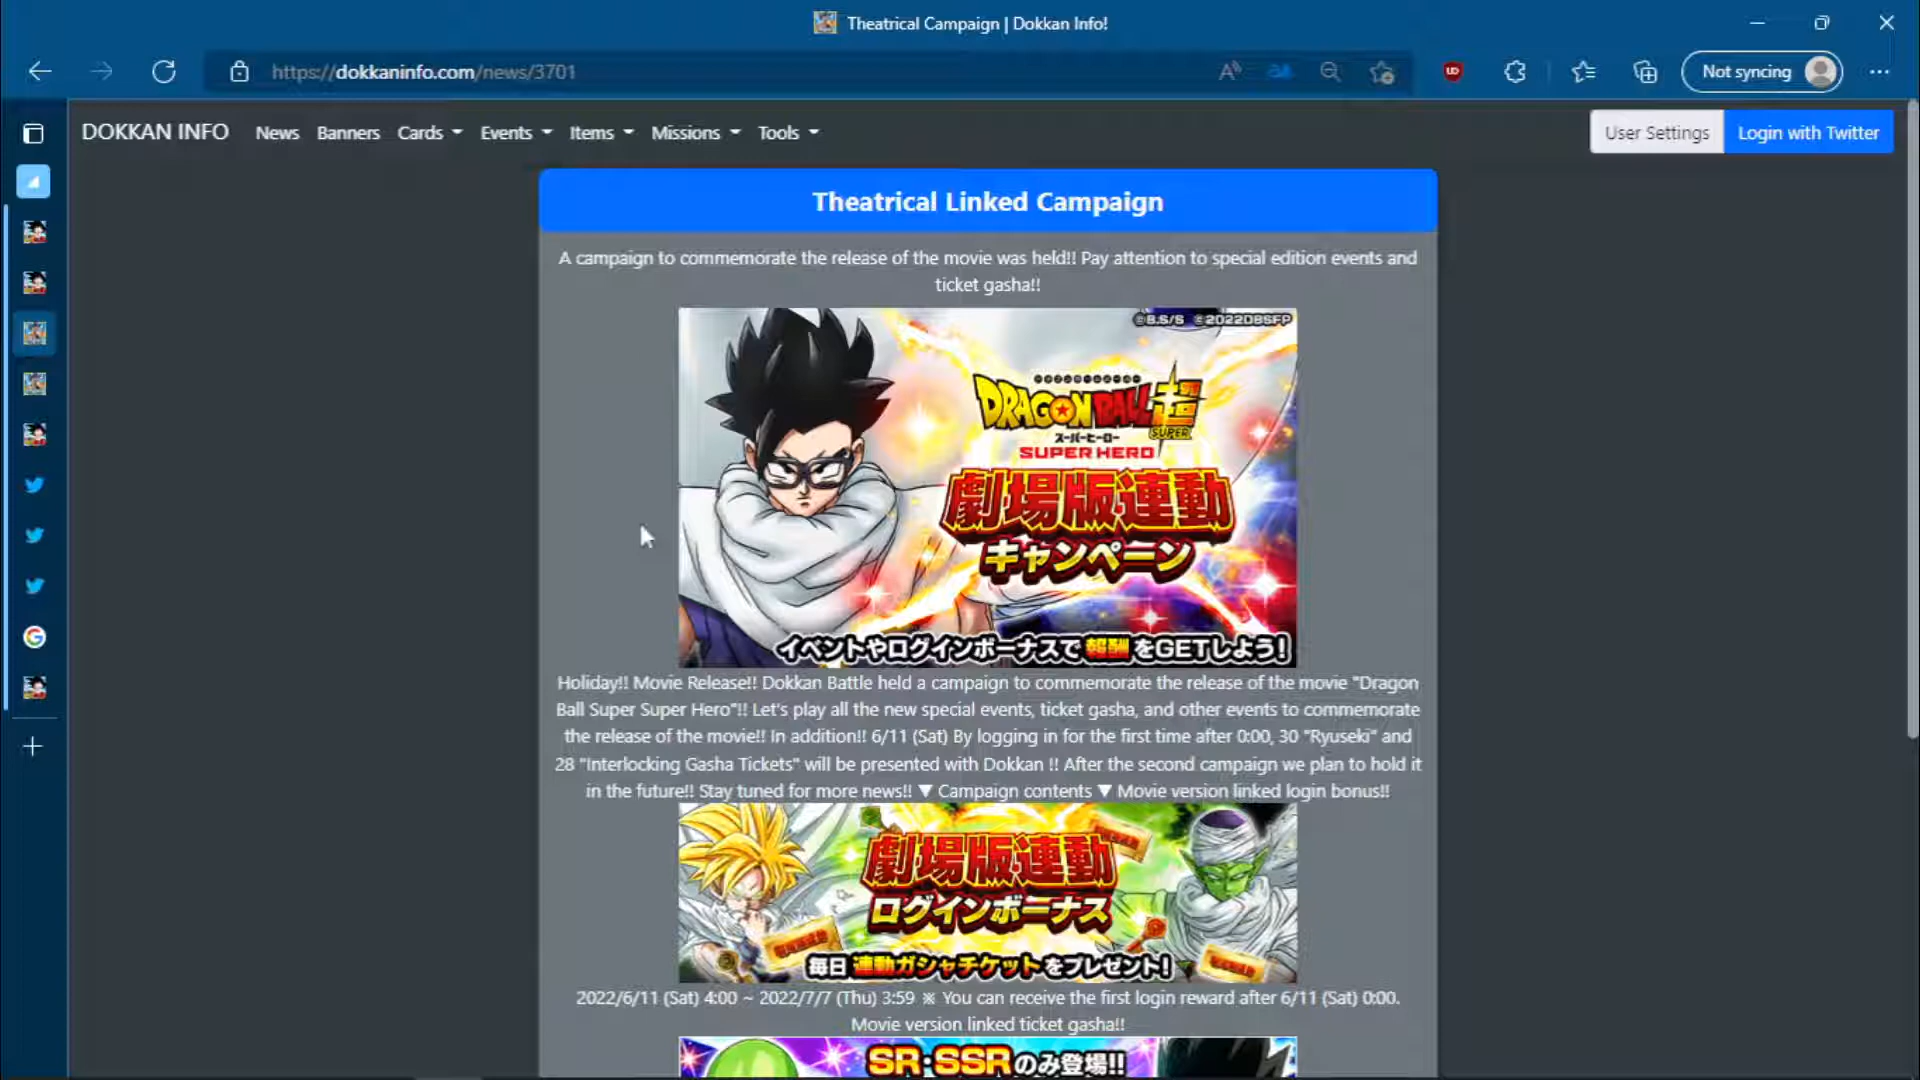 Theatrical Campaign | Dokkan Info!
https://dokkaninfo.com/news/3701
Not syncing
DOKKAN INFO News Banners Cards Events Items Missions Tools
User Settings Login with Twitter
Theatrical Linked Campaign
A campaign to commemorate the release of the movie was held!! Pay attention to special edition events and
ticket gasha!!
©B.S/S ©2022DBSFP
DRAGON BALL超
SUPER
スーパーヒーロー
SUPER HERO
劇場版連動
キャンペーン
イベントやログインボーナスで報酬をGETしよう!
Holiday!! Movie Release!! Dokkan Battle held a campaign to commemorate the release of the movie "Dragon
Ball Super Super Hero"!! Let's play all the new special events, ticket gasha, and other events to commemorate
the release of the movie!! In addition!! 6/11 (Sat) By logging in for the first time after 0:00, 30 "Ryuseki" and
28 "Interlocking Gasha Tickets" will be presented with Dokkan !! After the second campaign we plan to hold it
in the future!! Stay tuned for more news!! ▼ Campaign contents ▼ Movie version linked login bonus!!
劇場版連動
ログインボーナス
毎日 連動ガシャチケットをプレゼント!
2022/6/11 (Sat) 4:00 ~ 2022/7/7 (Thu) 3:59 ※ You can receive the first login reward after 6/11 (Sat) 0:00.
Movie version linked ticket gasha!!
SR・SSRのみ登場!!